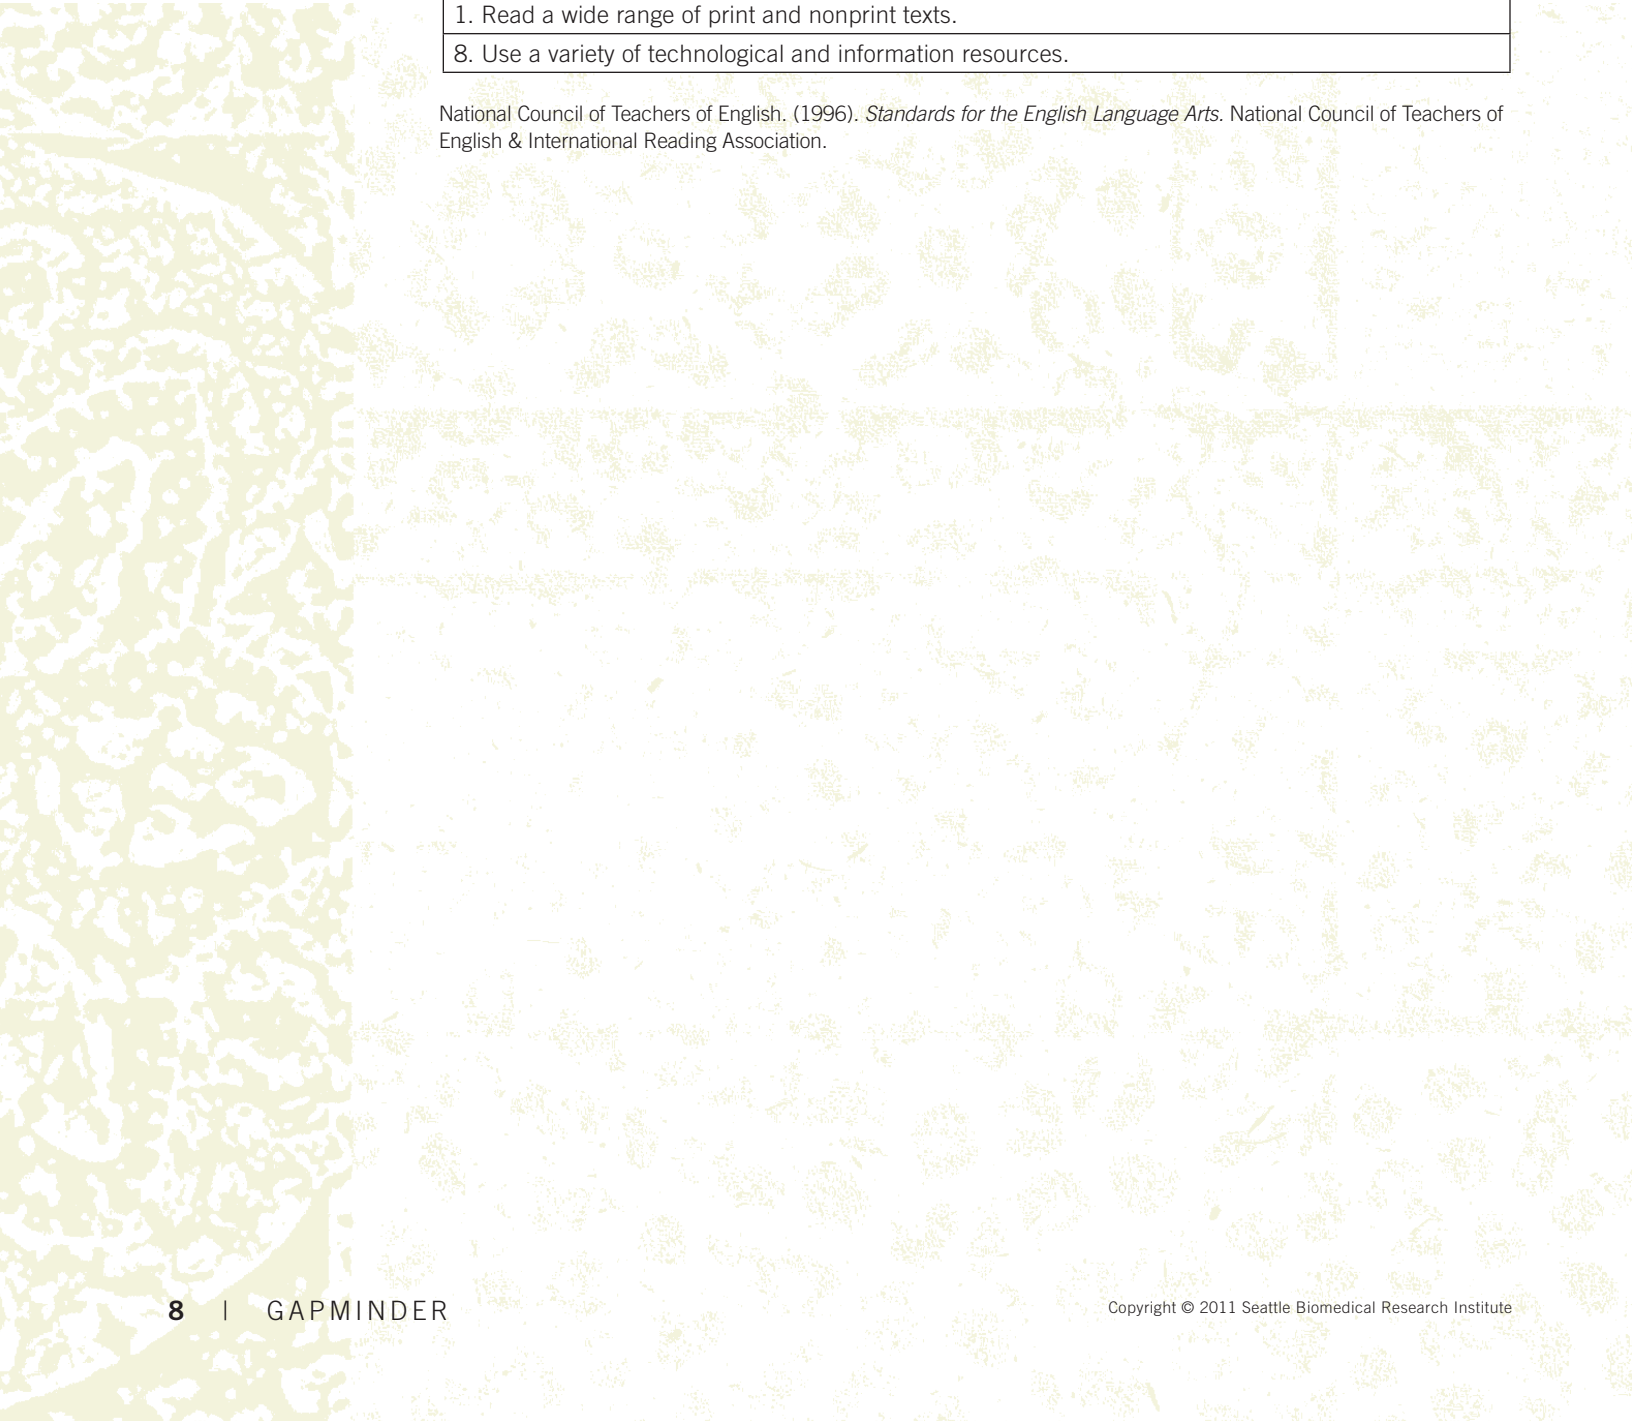 1. Read a wide range of print and nonprint texts.
8. Use a variety of technological and information resources.
National Council of Teachers of English. (1996). Standards for the English Language Arts. National Council of Teachers of
English & International Reading Association.
8 | GAPMINDER
Copyright © 2011 Seattle Biomedical Research Institute